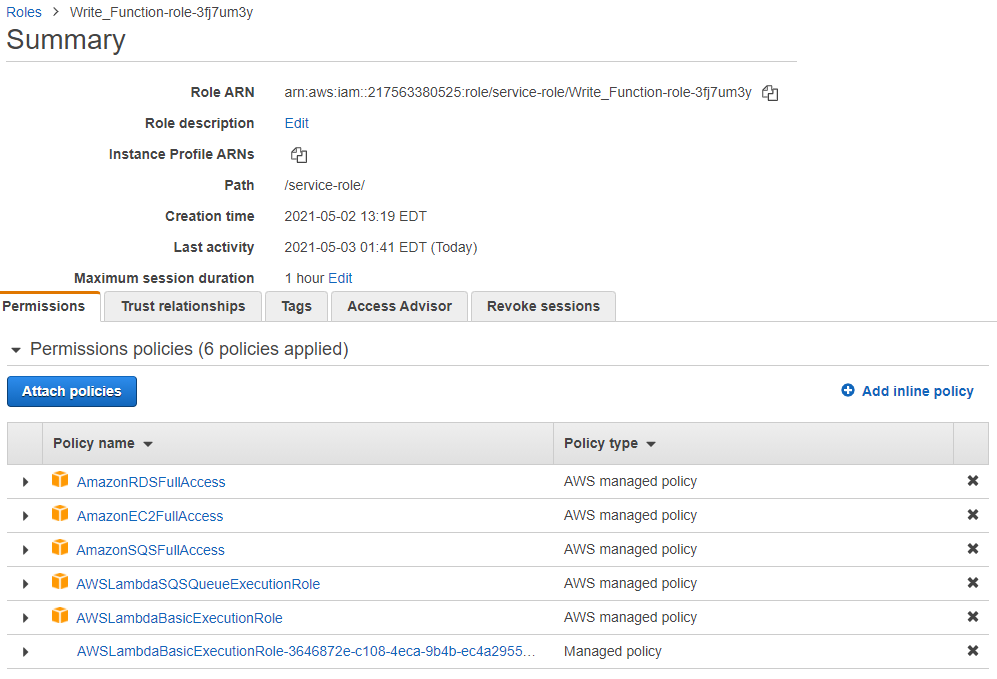 Roles > Write_Function-role-3fj7um3y
Summary
Role ARN arn:aws:iam::217563380525:role/service-role/Write_Function-role-3fj7um3y
Role description Edit
Instance Profile ARNs
Path /service-role/
Creation time 2021-05-02 13:19 EDT
Last activity 2021-05-03 01:41 EDT (Today)
Maximum session duration 1 hour Edit
Permissions Trust relationships Tags Access Advisor Revoke sessions
Permissions policies (6 policies applied)
Attach policies Add inline policy
Policy name Policy type
AmazonRDSFullAccess AWS managed policy
AmazonEC2FullAccess AWS managed policy
AmazonSQSFullAccess AWS managed policy
AWSLambdaSQSQueueExecutionRole AWS managed policy
AWSLambdaBasicExecutionRole AWS managed policy
AWSLambdaBasicExecutionRole-3646872e-c108-4eca-9b4b-ec4a2955… Managed policy